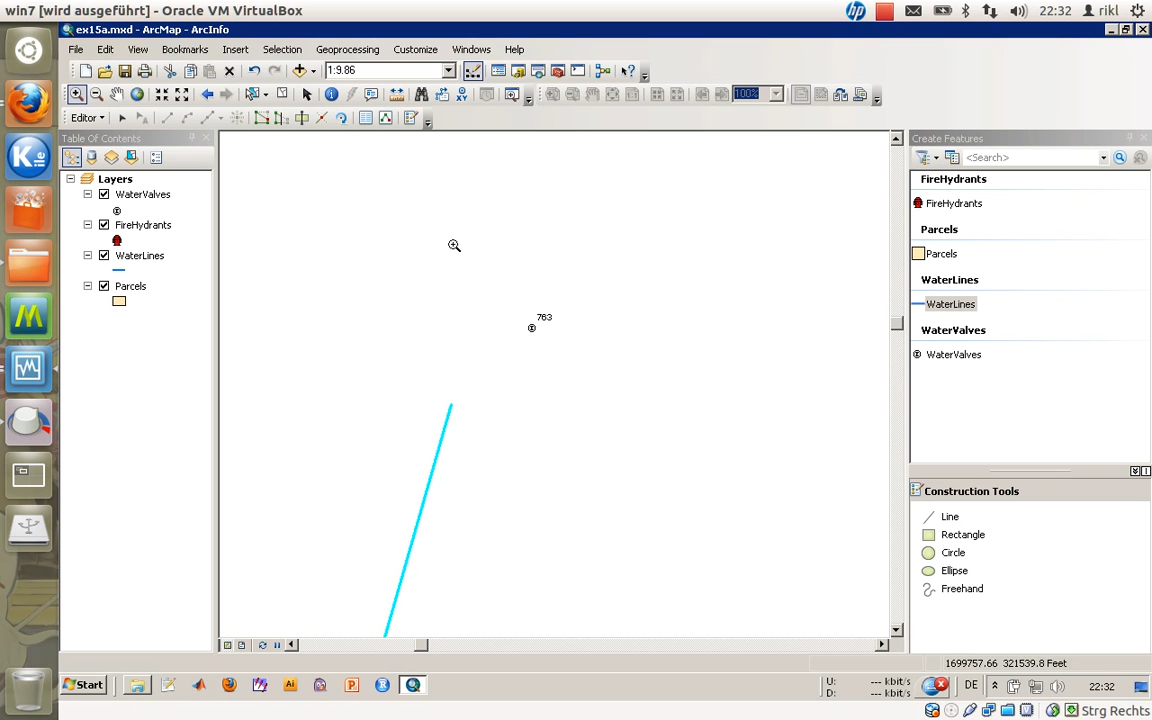 win7 [wird ausgeführt] - Oracle VM VirtualBox
22:32
rikl
ex15a.mxd - ArcMap - ArcInfo
File Edit View Bookmarks Insert Selection Geoprocessing Customize Windows Help
1:9.86
100%
Editor
Table Of Contents
Layers
WaterValves
FireHydrants
WaterLines
Parcels
763
Create Features
<Search>
FireHydrants
FireHydrants
Parcels
Parcels
WaterLines
WaterLines
WaterValves
WaterValves
Construction Tools
Line
Rectangle
Circle
Ellipse
Freehand
1699757.66 321539.8 Feet
Start
U: --- kbit/s
D: --- kbit/s
DE
22:32
Strg Rechts